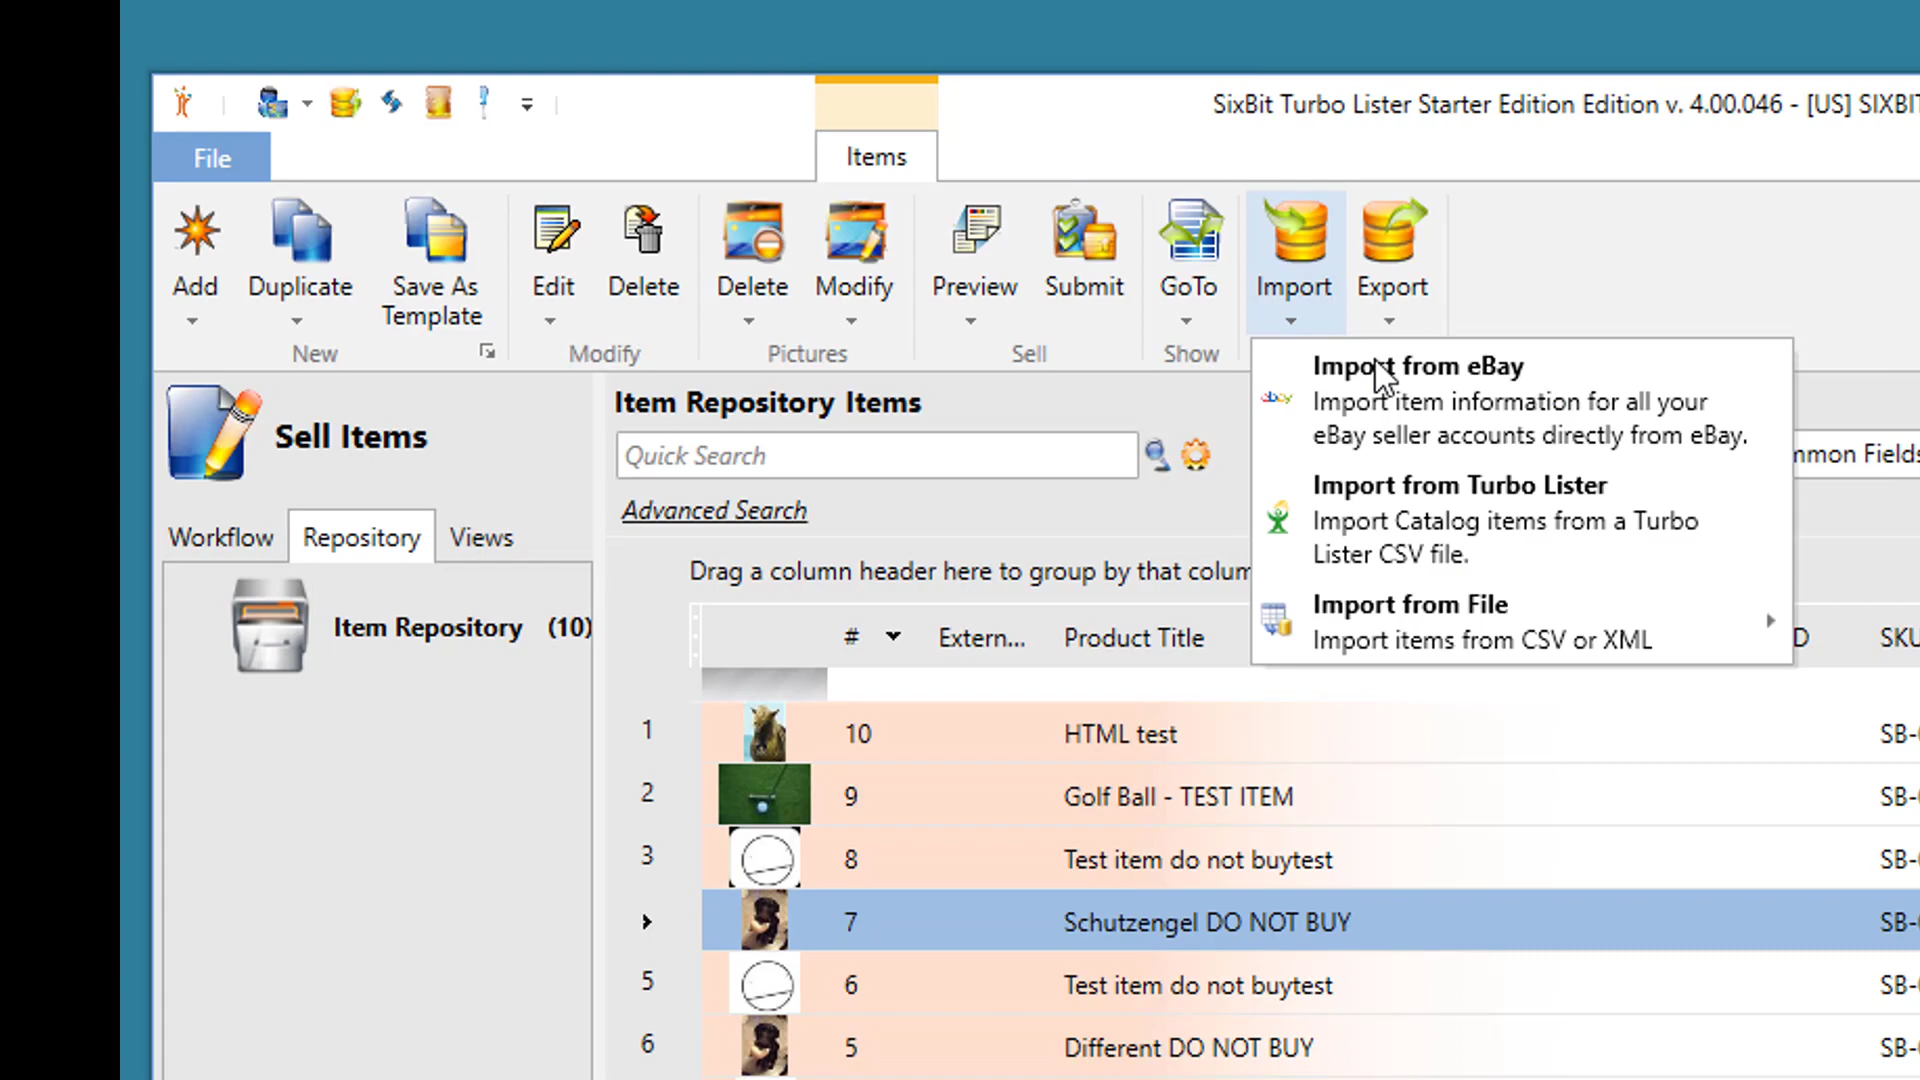 SixBit Turbo Lister Starter Edition Edition v. 4.00.046 - [US] SIXBIT
File
Items
Add
Duplicate
Save As
Template
Edit
Delete
Delete
Modify
Preview
Submit
GoTo
Import
Export
New
Modify
Pictures
Sell
Show
Import from eBay
ebay
Import item information for all your
eBay seller accounts directly from eBay.
Import from Turbo Lister
Import Catalog items from a Turbo
Lister CSV file.
Import from File
Import items from CSV or XML
Sell Items
Workflow
Repository
Views
Item Repository (10)
Item Repository Items
Quick Search
mmon Fields
Advanced Search
Drag a column header here to group by that colum
# Extern... Product Title D SKU
1 10 HTML test SB-
2 9 Golf Ball - TEST ITEM SB-
3 8 Test item do not buytest SB-
7 Schutzengel DO NOT BUY SB-
5 6 Test item do not buytest SB-
6 5 Different DO NOT BUY SB-